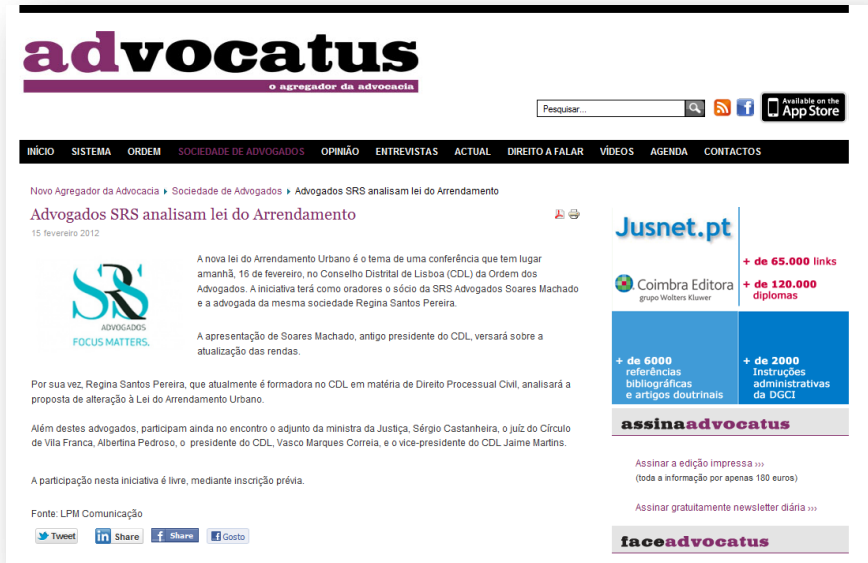 advocatus
o agregador da advocacia
Pesquisar...
Available on the
App Store
INÍCIO SISTEMA ORDEM SOCIEDADE DE ADVOGADOS OPINIÃO ENTREVISTAS ACTUAL DIREITO A FALAR VÍDEOS AGENDA CONTACTOS
Novo Agregador da Advocacia Sociedade de Advogados Advogados SRS analisam lei do Arrendamento
Advogados SRS analisam lei do Arrendamento
15 fevereiro 2012
SRS
ADVOGADOS
FOCUS MATTERS.
A nova lei do Arrendamento Urbano é o tema de uma conferência que tem lugar
amanhã, 16 de fevereiro, no Conselho Distrital de Lisboa (CDL) da Ordem dos
Advogados. A iniciativa terá como oradores o sócio da SRS Advogados Soares Machado
e a advogada da mesma sociedade Regina Santos Pereira.
A apresentação de Soares Machado, antigo presidente do CDL, versará sobre a
atualização das rendas.
Por sua vez, Regina Santos Pereira, que atualmente é formadora no CDL em matéria de Direito Processual Civil, analisará a
proposta de alteração à Lei do Arrendamento Urbano.
Além destes advogados, participam ainda no encontro o adjunto da ministra da Justiça, Sérgio Castanheira, o juíz do Círculo
de Vila Franca, Albertina Pedroso, o presidente do CDL, Vasco Marques Correia, e o vice-presidente do CDL Jaime Martins.
A participação nesta iniciativa é livre, mediante inscrição prévia.
Fonte: LPM Comunicação
Tweet
in Share
f Share
f Gosto
Jusnet.pt
Coimbra Editora
grupo Wolters Kluwer
+ de 65.000 links
+ de 120.000
diplomas
+ de 6000
referências
bibliográficas
e artigos doutrinais
+ de 2000
Instruções
administrativas
da DGCI
assinaadvocatus
Assinar a edição impressa ›››
(toda a informação por apenas 180 euros)
Assinar gratuitamente newsletter diária ›››
faceadvocatus